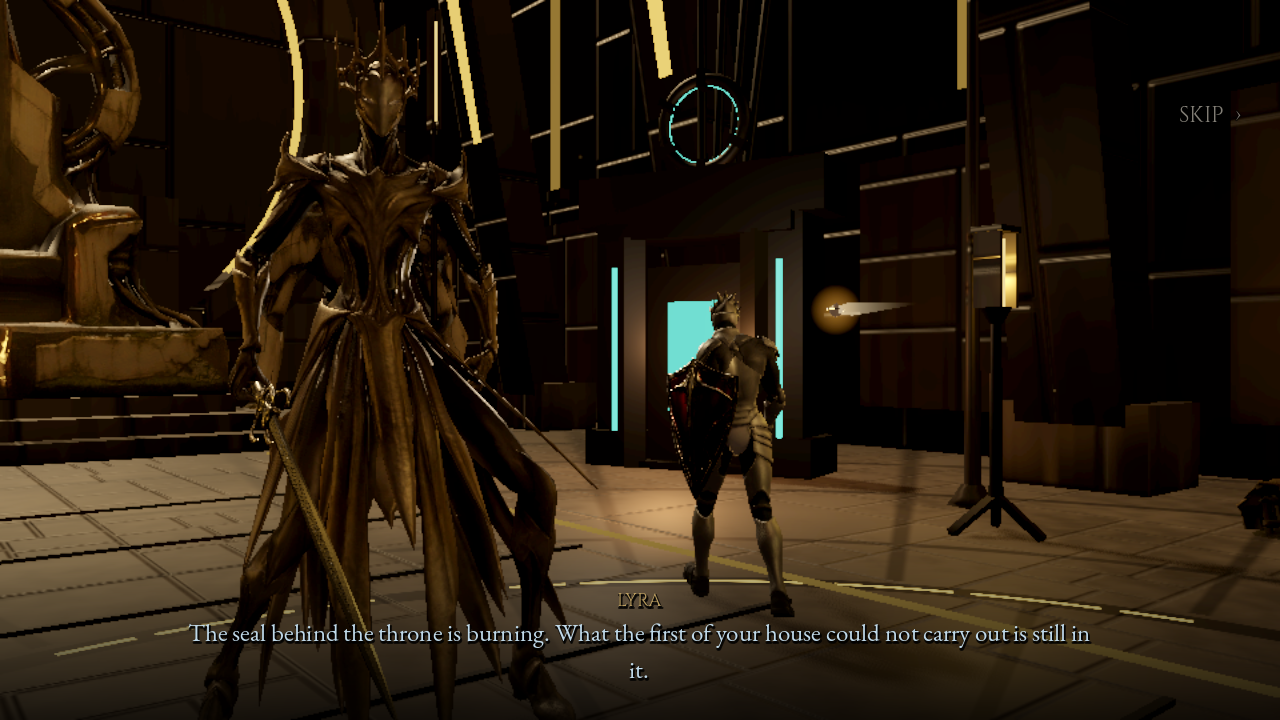 SKIP ›
LYRA
The seal behind the throne is burning. What the first of your house could not carry out is still in
it.